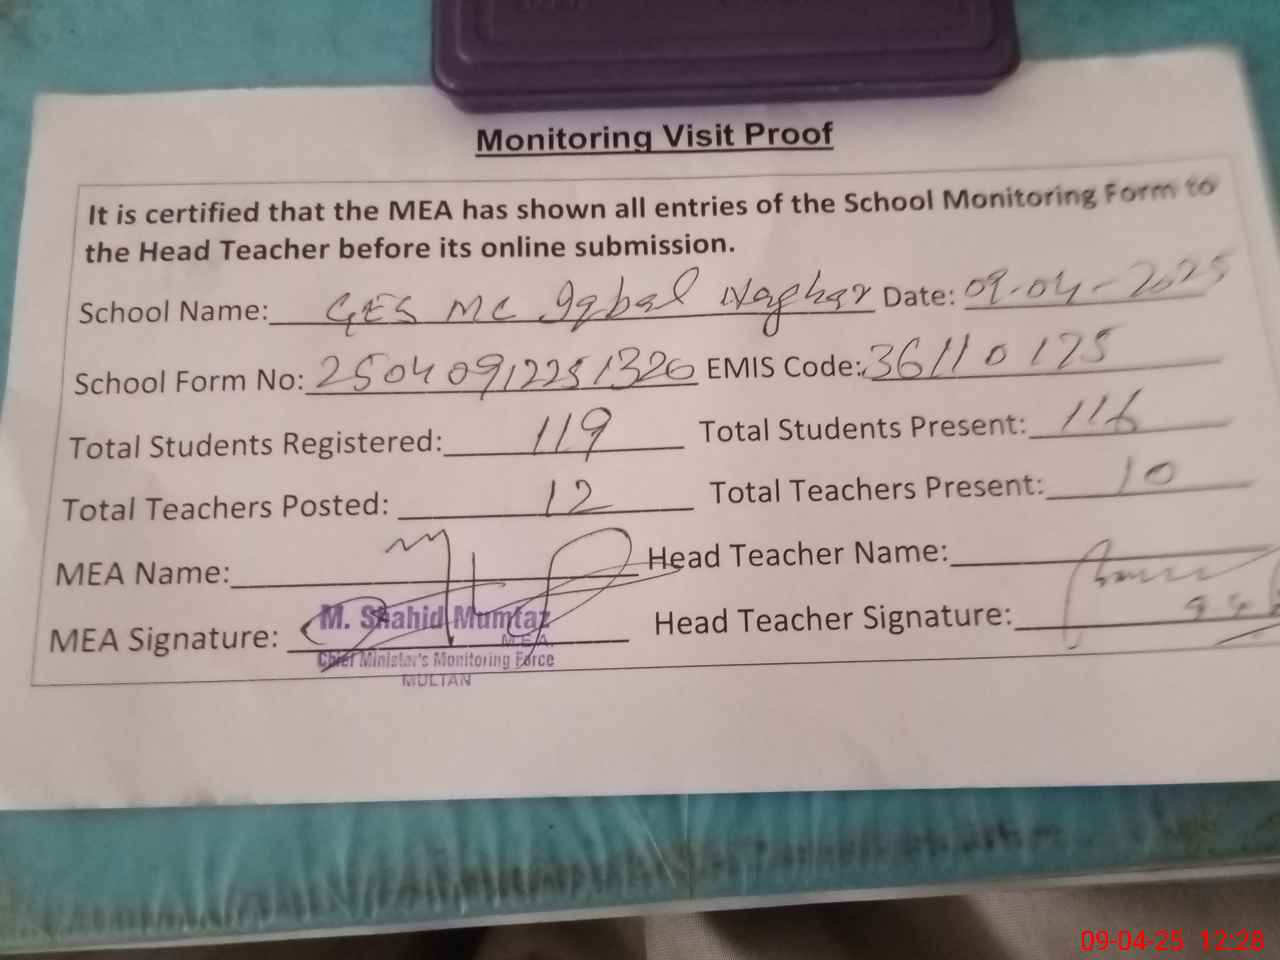 Monitoring Visit Proof
It is certified that the MEA has shown all entries of the School Monitoring Form to
the Head Teacher before its online submission.
School Name: GES MC Iqbal Naghar Date: 09-04-2025
School Form No: 25040912251326 EMIS Code: 36110125
Total Students Registered: 119 Total Students Present: 116
Total Teachers Posted: 12 Total Teachers Present: 10
MEA Name: Head Teacher Name:
MEA Signature: Head Teacher Signature:
M. Shahid Mumtaz
M.E.A.
Chief Minister's Monitoring Force
MULTAN
09-04-25 12:28